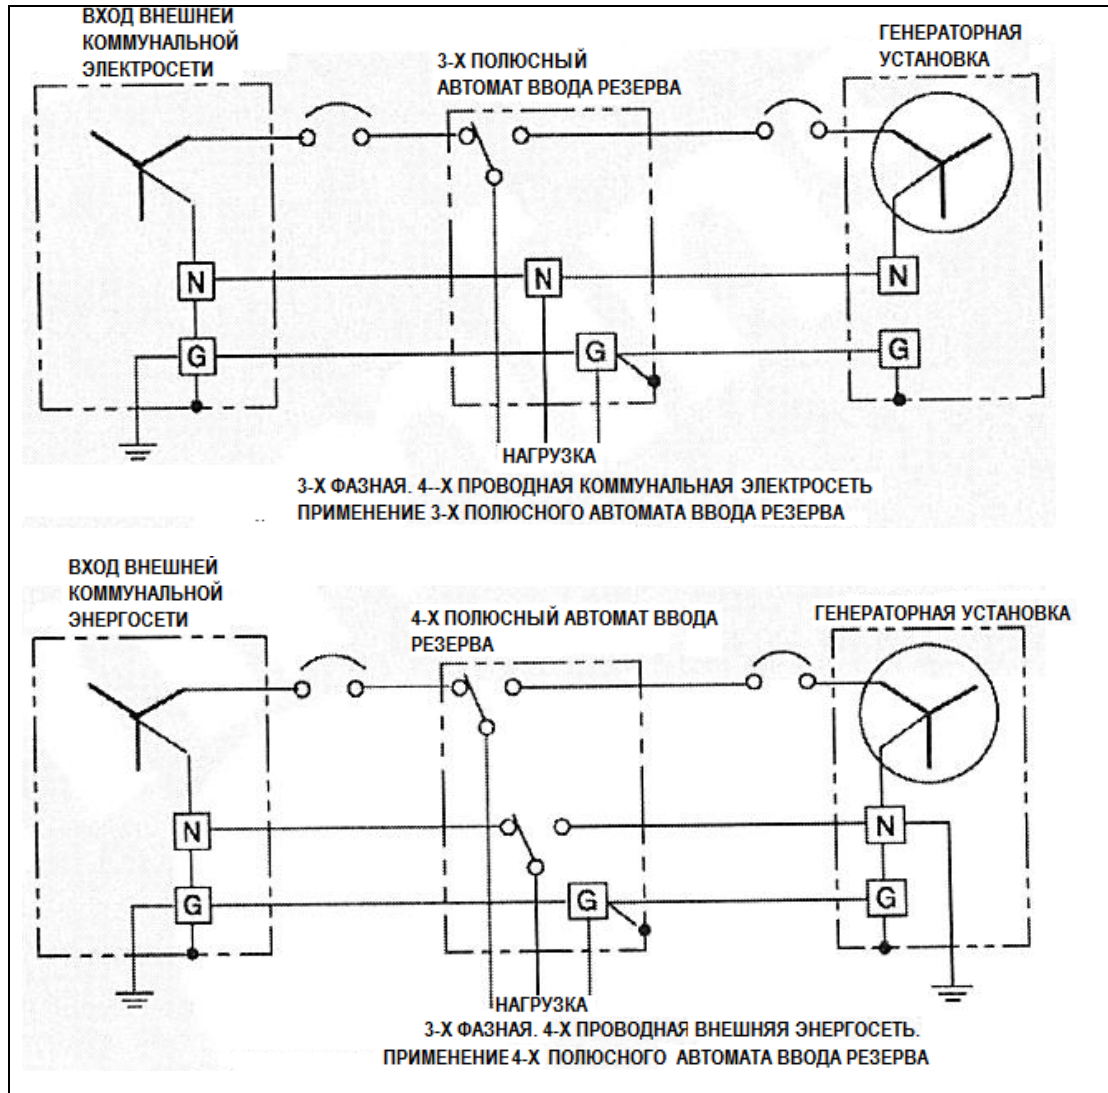 ВХОД ВНЕШНЕЙ
КОММУНАЛЬНОЙ
ЭЛЕКТРОСЕТИ
3-Х ПОЛЮСНЫЙ
АВТОМАТ ВВОДА РЕЗЕРВА
ГЕНЕРАТОРНАЯ
УСТАНОВКА
N
N
N
G
G
G
НАГРУЗКА
3-Х ФАЗНАЯ. 4--Х ПРОВОДНАЯ КОММУНАЛЬНАЯ ЭЛЕКТРОСЕТЬ
ПРИМЕНЕНИЕ 3-Х ПОЛЮСНОГО АВТОМАТА ВВОДА РЕЗЕРВА
ВХОД ВНЕШНЕЙ
КОММУНАЛЬНОЙ
ЭНЕРГОСЕТИ
4-Х ПОЛЮСНЫЙ АВТОМАТ ВВОДА
РЕЗЕРВА
ГЕНЕРАТОРНАЯ УСТАНОВКА
N
N
G
G
G
НАГРУЗКА
3-Х ФАЗНАЯ. 4-Х ПРОВОДНАЯ ВНЕШНЯЯ ЭНЕРГОСЕТЬ.
ПРИМЕНЕНИЕ 4-Х ПОЛЮСНОГО АВТОМАТА ВВОДА РЕЗЕРВА